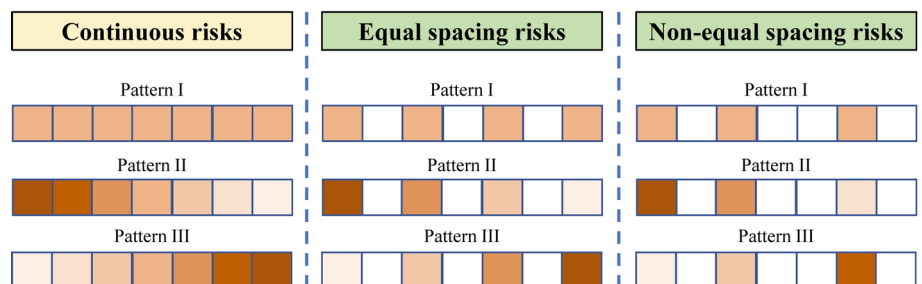 Continuous risks
Equal spacing risks
Non-equal spacing risks
Pattern I
Pattern I
Pattern I
Pattern II
Pattern II
Pattern II
Pattern III
Pattern III
Pattern III